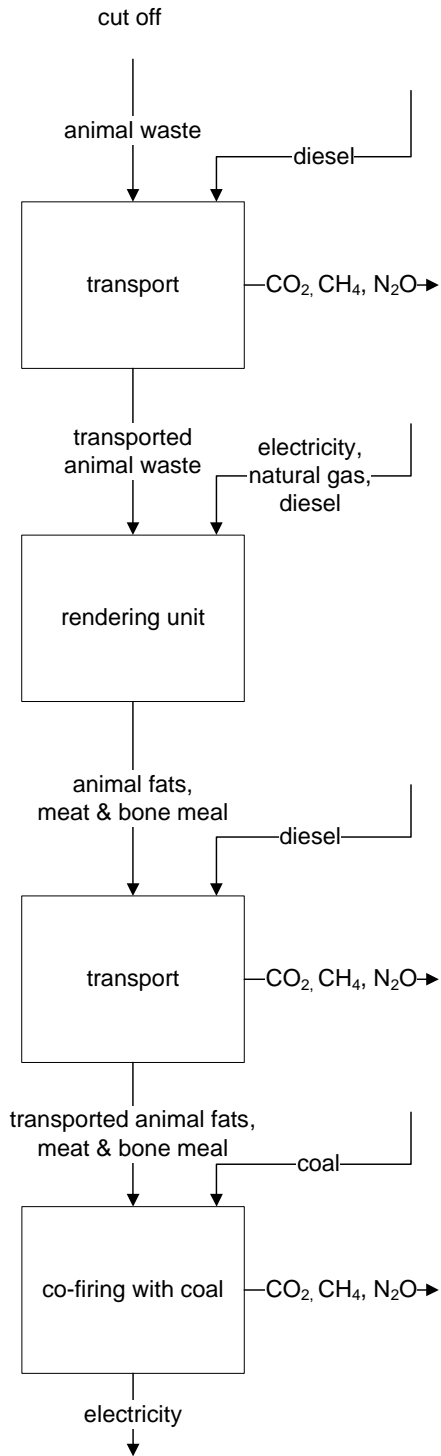 cut off
animal waste
diesel
transport
CO₂, CH₄, N₂O
transported
animal waste
electricity,
natural gas,
diesel
rendering unit
animal fats,
meat & bone meal
diesel
transport
CO₂, CH₄, N₂O
transported animal fats,
meat & bone meal
coal
co-firing with coal
CO₂, CH₄, N₂O
electricity